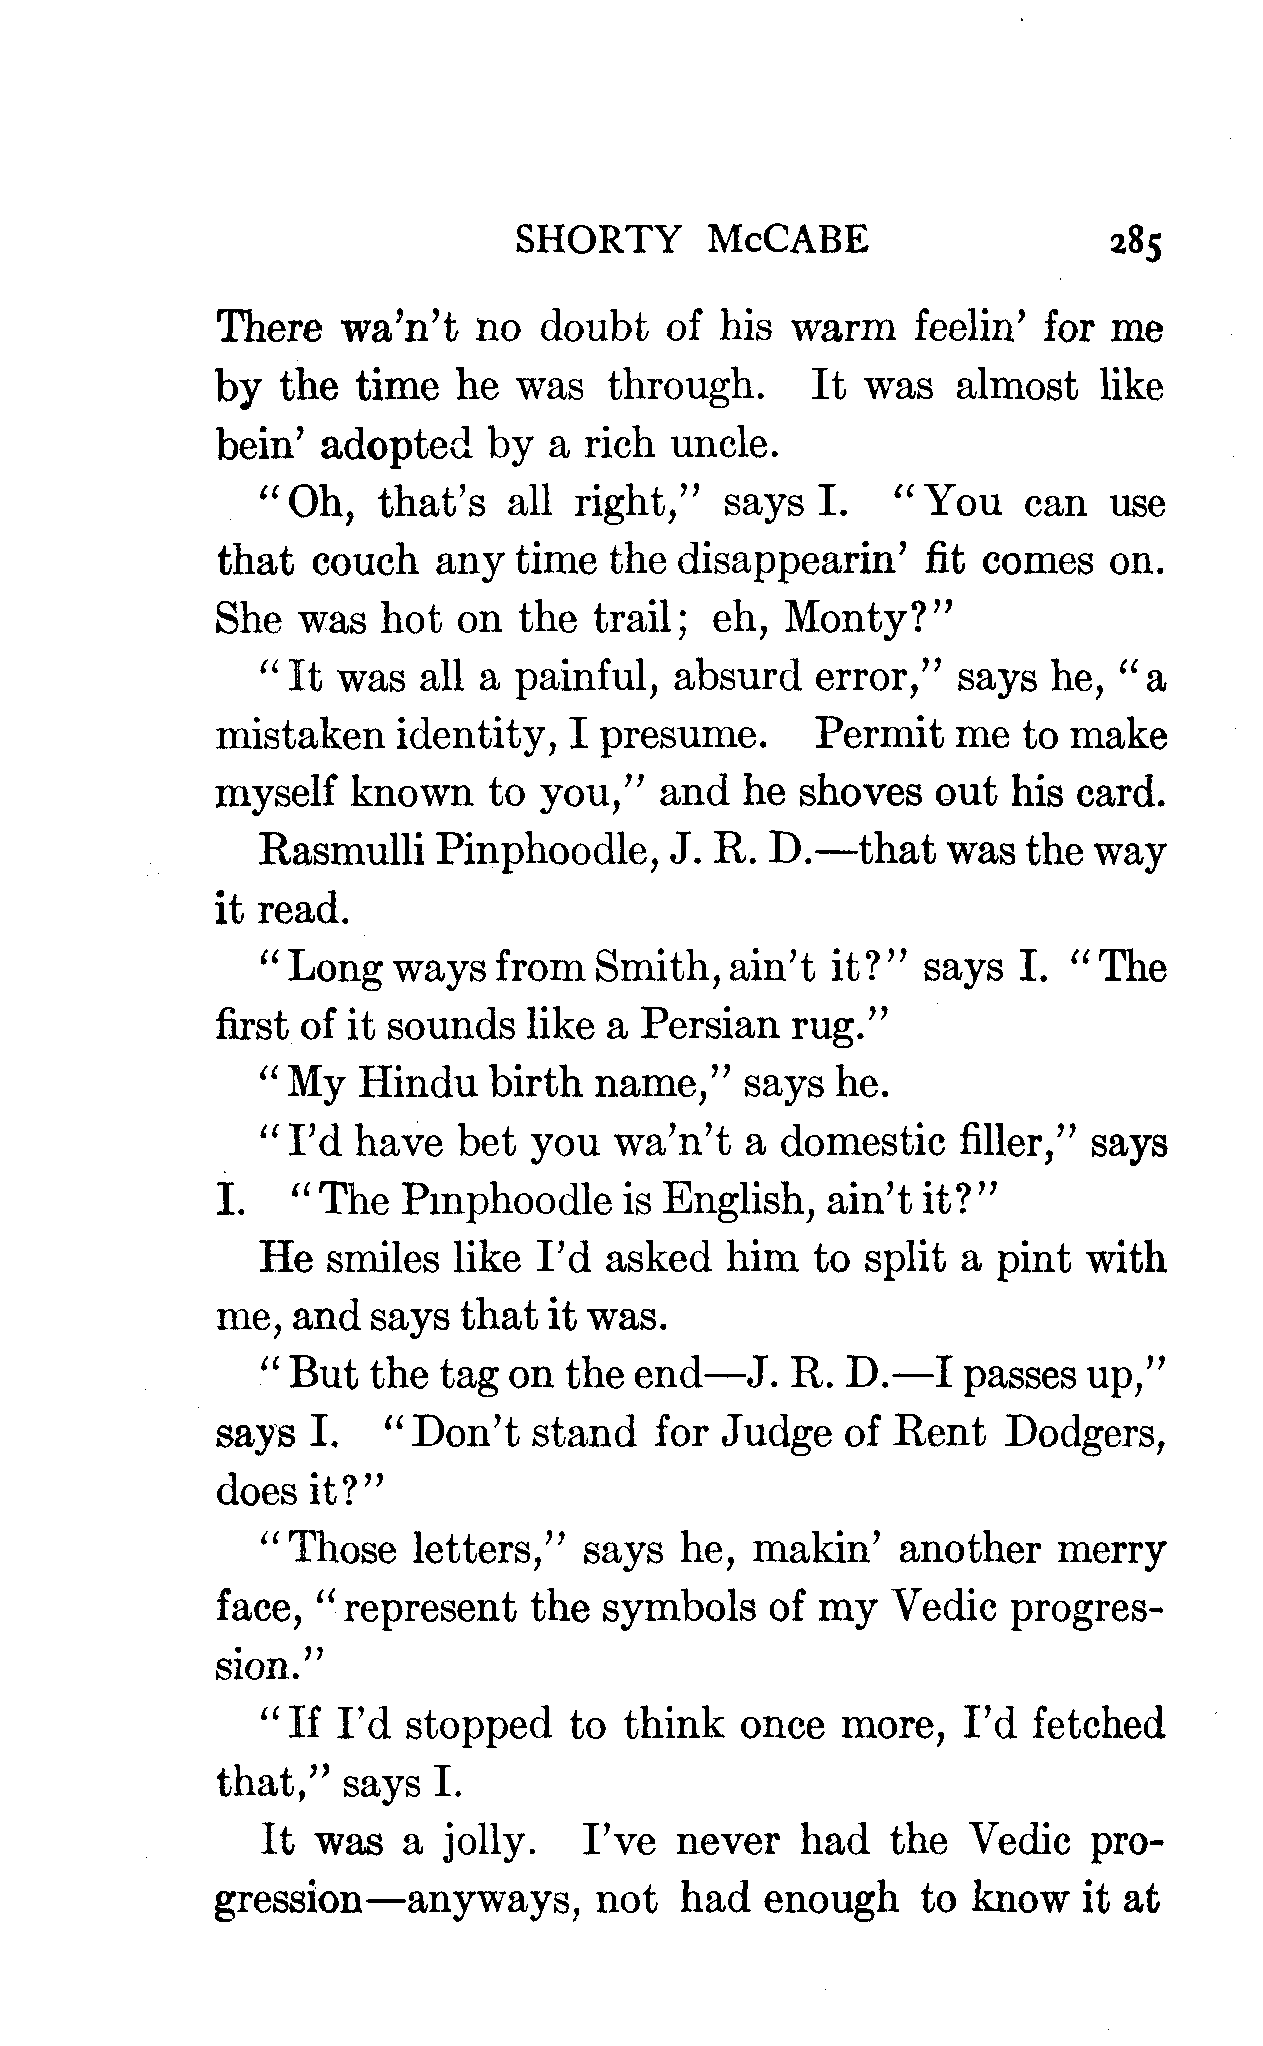 SHORTY McCABE 285
There wa'n't no doubt of his warm feelin' for me
by the time he was through. It was almost like
bein' adopted by a rich uncle.
"Oh, that's all right," says I. "You can use
that couch any time the disappearin' fit comes on.
She was hot on the trail; eh, Monty?"
"It was all a painful, absurd error," says he, "a
mistaken identity, I presume. Permit me to make
myself known to you," and he shoves out his card.
Rasmulli Pinphoodle, J. R. D.—that was the way
it read.
"Long ways from Smith, ain't it?" says I. "The
first of it sounds like a Persian rug."
"My Hindu birth name," says he.
"I'd have bet you wa'n't a domestic filler," says
I. "The Pinphoodle is English, ain't it?"
He smiles like I'd asked him to split a pint with
me, and says that it was.
"But the tag on the end—J. R. D.—I passes up,"
says I. "Don't stand for Judge of Rent Dodgers,
does it?"
"Those letters," says he, makin' another merry
face, "represent the symbols of my Vedic progres-
sion."
"If I'd stopped to think once more, I'd fetched
that," says I.
It was a jolly. I've never had the Vedic pro-
gression—anyways, not had enough to know it at